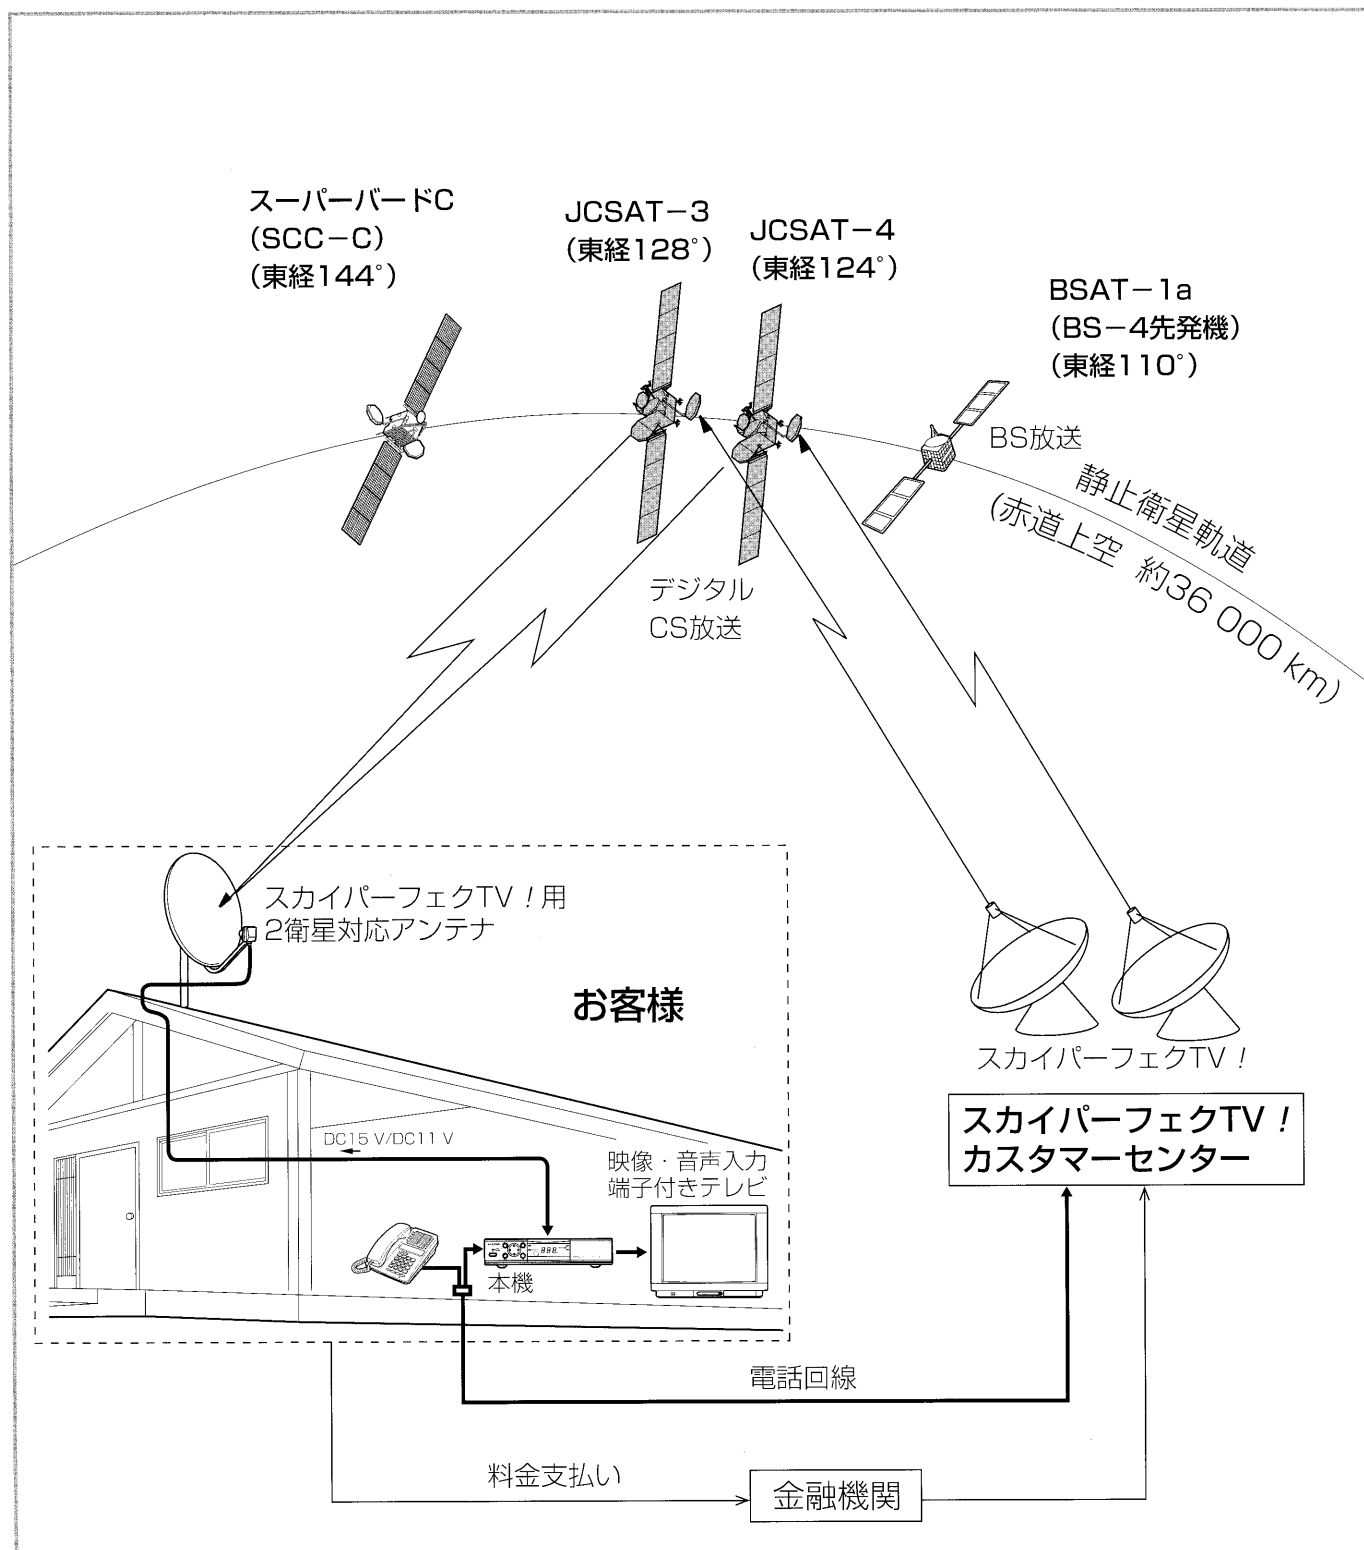 スーパーバードC
(SCC−C)
(東経144°)
JCSAT−3
(東経128°)
JCSAT−4
(東経124°)
BSAT−1a
(BS−4先発機)
(東経110°)
BS放送
静止衛星軌道
(赤道上空 約36 000 km)
デジタル
CS放送
スカイパーフェクTV!用
2衛星対応アンテナ
お客様
スカイパーフェクTV!
スカイパーフェクTV!
カスタマーセンター
DC15 V/DC11 V
映像・音声入力
端子付きテレビ
本機
電話回線
料金支払い
金融機関